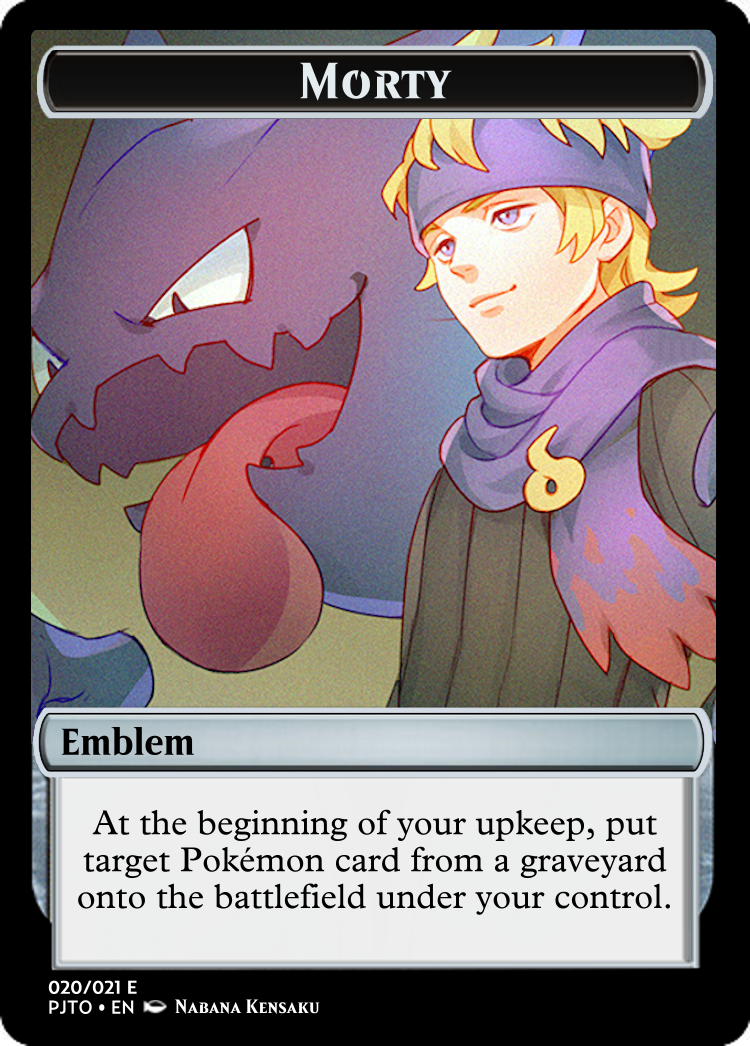 Morty
Emblem
At the beginning of your upkeep, put
target Pokémon card from a graveyard
onto the battlefield under your control.
020/021 E
PJTO • EN Nabana Kensaku